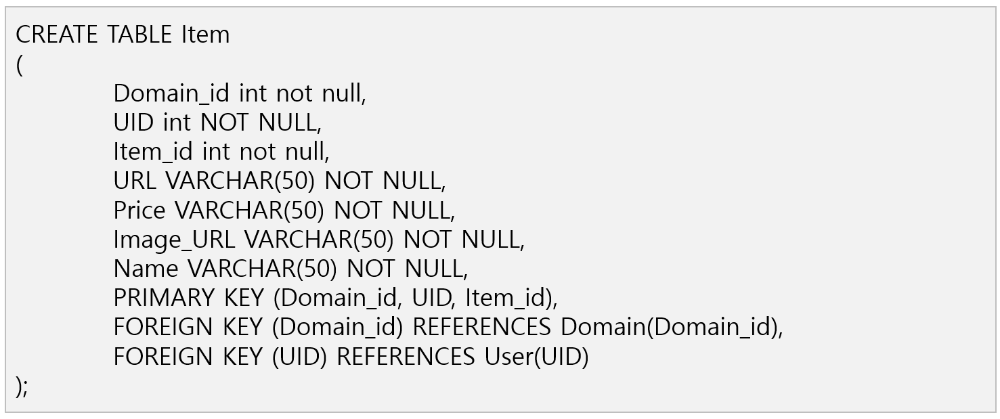 CREATE TABLE Item
(
Domain_id int not null,
UID int NOT NULL,
Item_id int not null,
URL VARCHAR(50) NOT NULL,
Price VARCHAR(50) NOT NULL,
Image_URL VARCHAR(50) NOT NULL,
Name VARCHAR(50) NOT NULL,
PRIMARY KEY (Domain_id, UID, Item_id),
FOREIGN KEY (Domain_id) REFERENCES Domain(Domain_id),
FOREIGN KEY (UID) REFERENCES User(UID)
);